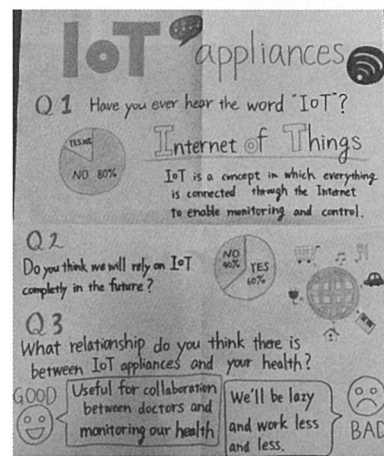 IoT appliances
Q1 Have you ever hear the word "IoT"?
YES 20%
NO 80%
Internet of Things
IoT is a concept in which everything
is connected through the Internet
to enable monitoring and control.
Q2
Do you think we will rely on IoT
completly in the future?
NO
40%
YES
60%
Q3
What relationship do you think there is
between IoT appliances and your health?
GOOD
Useful for collaboration
between doctors and
monitoring our health
We'll be lazy
and work less
and less.
BAD